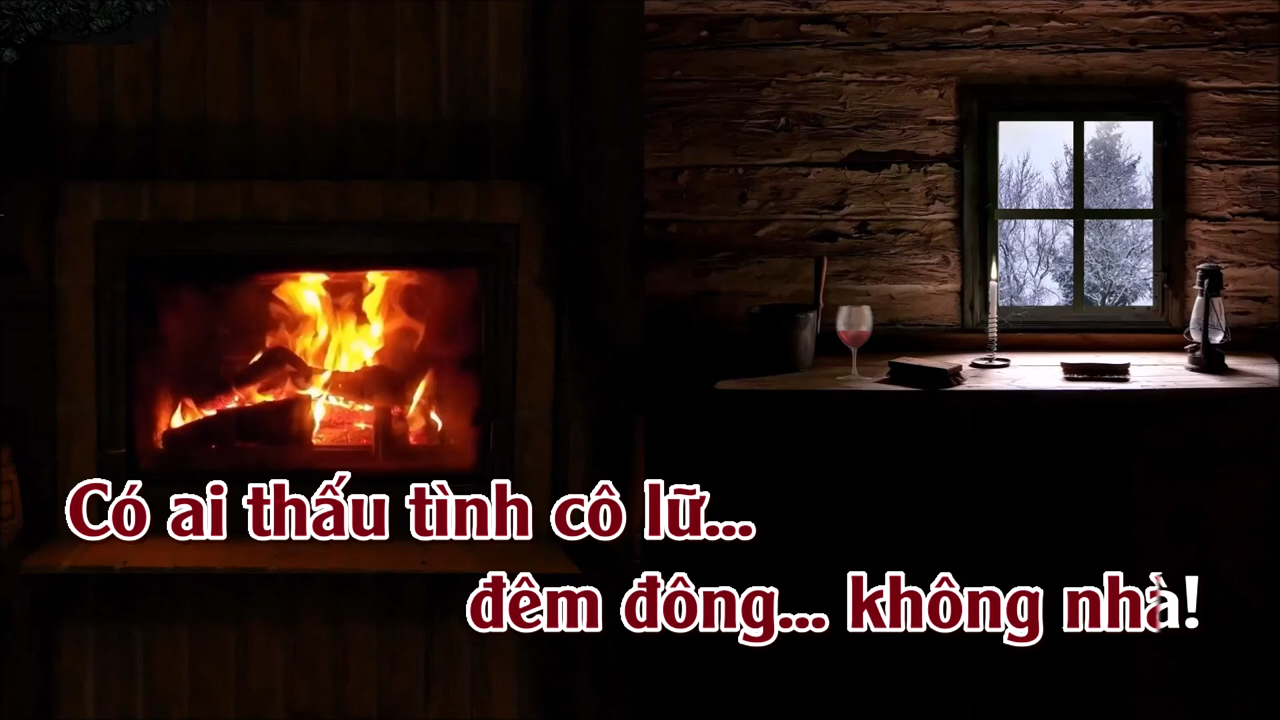 Có ai thấu tình cô lữ...
đêm đông... không nhà!